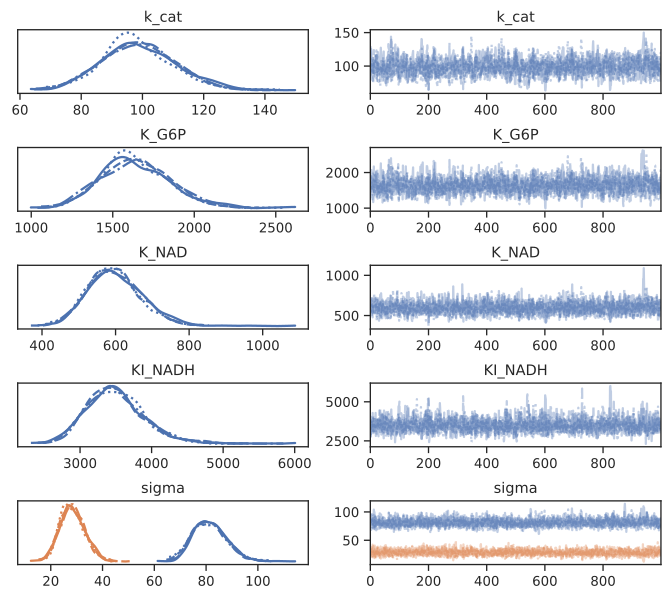 k_cat k_cat
150
100
60 80 100 120 140 0 200 400 600 800
K_G6P K_G6P
2000
1000
1000 1500 2000 2500 0 200 400 600 800
K_NAD K_NAD
1000
500
400 600 800 1000 0 200 400 600 800
KI_NADH KI_NADH
5000
2500
3000 4000 5000 6000 0 200 400 600 800
sigma sigma
100
50
20 40 60 80 100 0 200 400 600 800